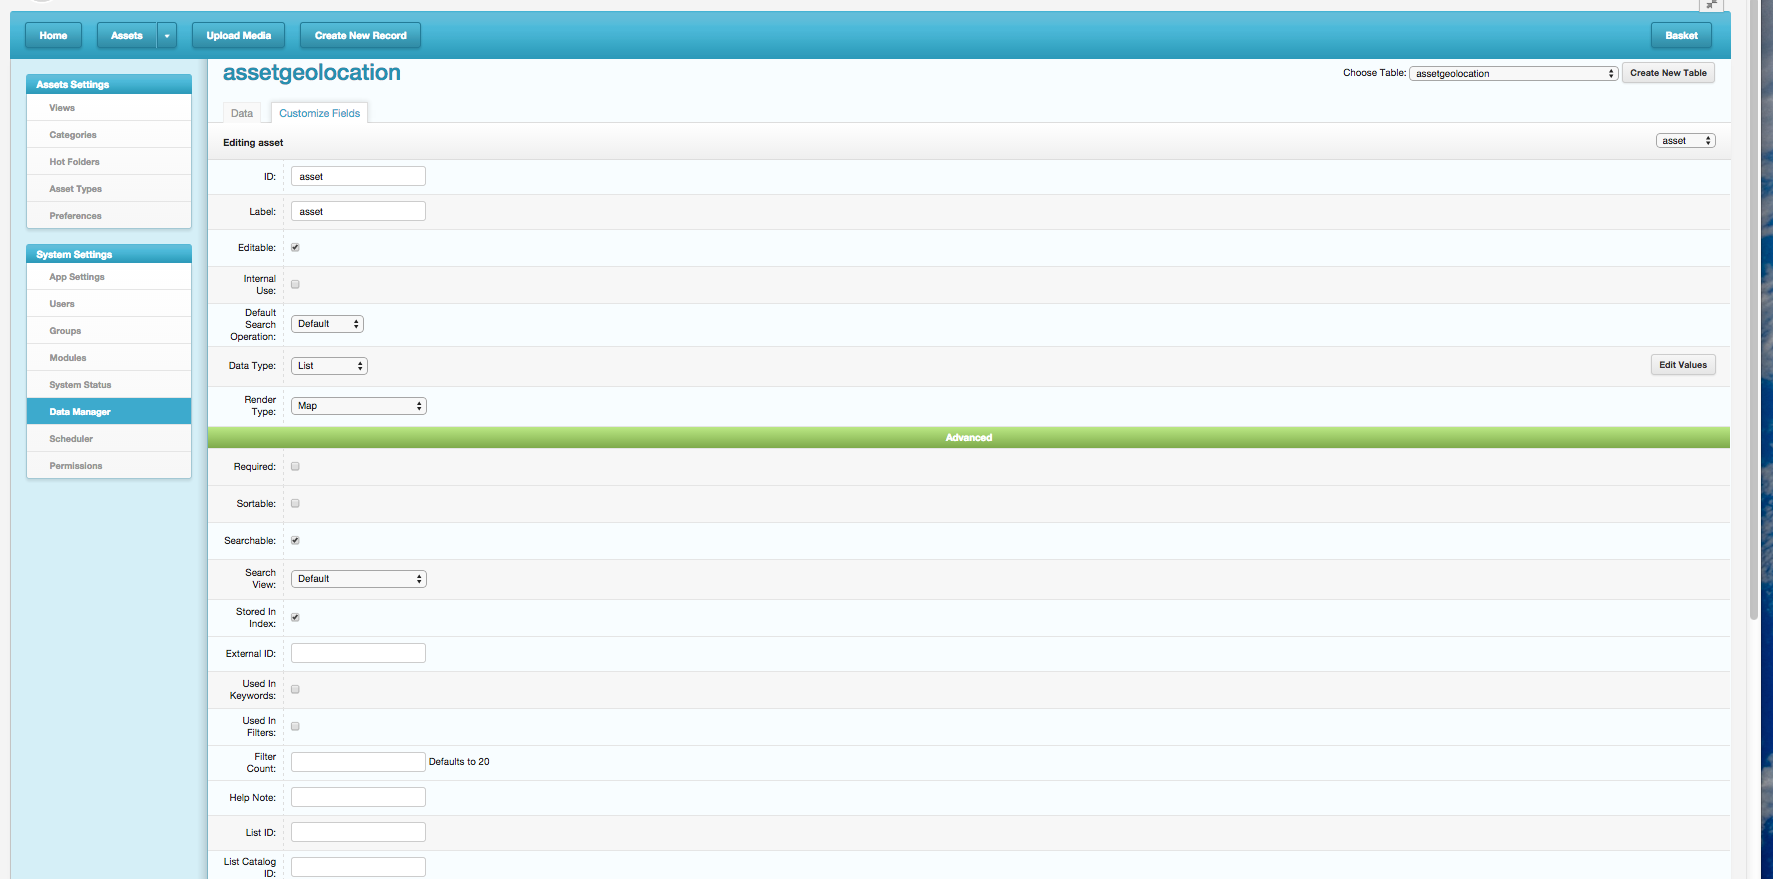 Home
Assets
Upload Media
Create New Record
Basket
Assets Settings
Views
Categories
Hot Folders
Asset Types
Preferences
System Settings
App Settings
Users
Groups
Modules
System Status
Data Manager
Scheduler
Permissions
assetgeolocation
Choose Table: assetgeolocation
Create New Table
Data
Customize Fields
Editing asset
asset
ID: asset
Label: asset
Editable:
Internal
Use:
Default
Search
Operation:
Default
Data Type: List
Edit Values
Render
Type:
Map
Advanced
Required:
Sortable:
Searchable:
Search
View:
Default
Stored In
Index:
External ID:
Used In
Keywords:
Used In
Filters:
Filter
Count:
Defaults to 20
Help Note:
List ID:
List Catalog
ID: